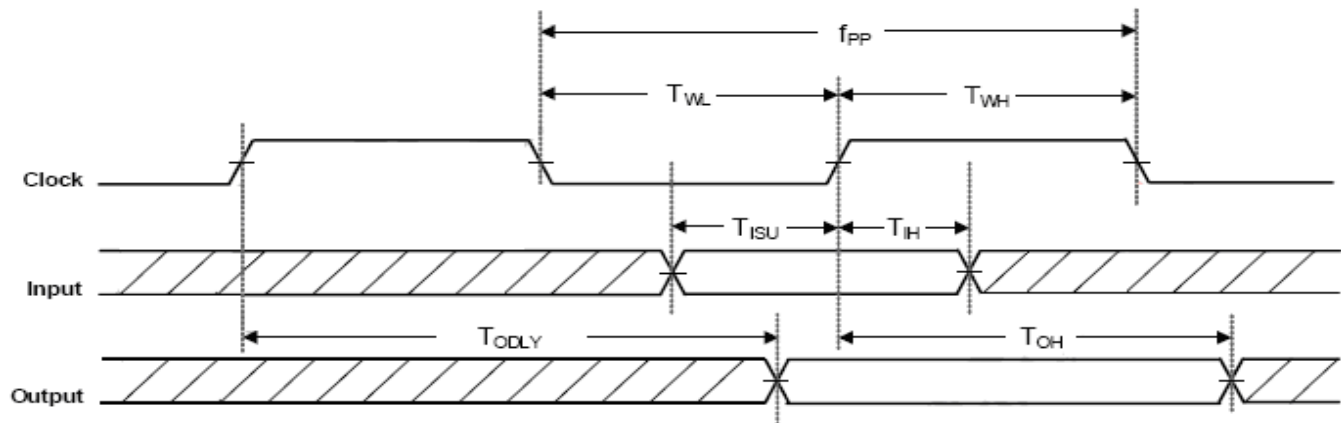 fPP
TWL TWH
Clock
TISU TIH
Input
TODLY TOH
Output